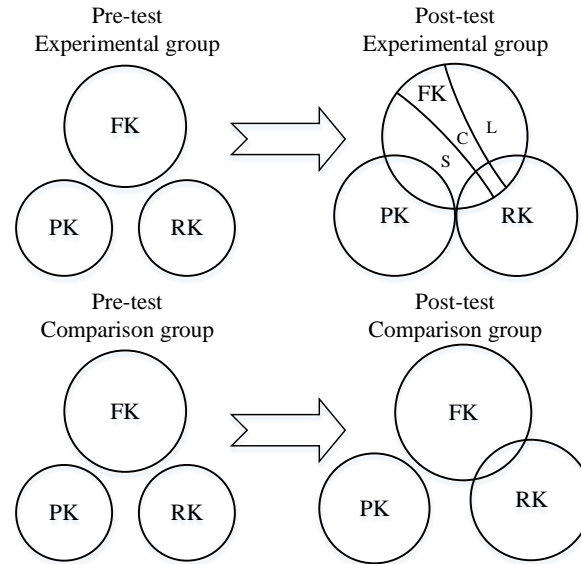 Pre-test
Experimental group
FK
PK
RK
Post-test
Experimental group
FK
L
C
S
PK
RK
Pre-test
Comparison group
FK
PK
RK
Post-test
Comparison group
FK
PK
RK